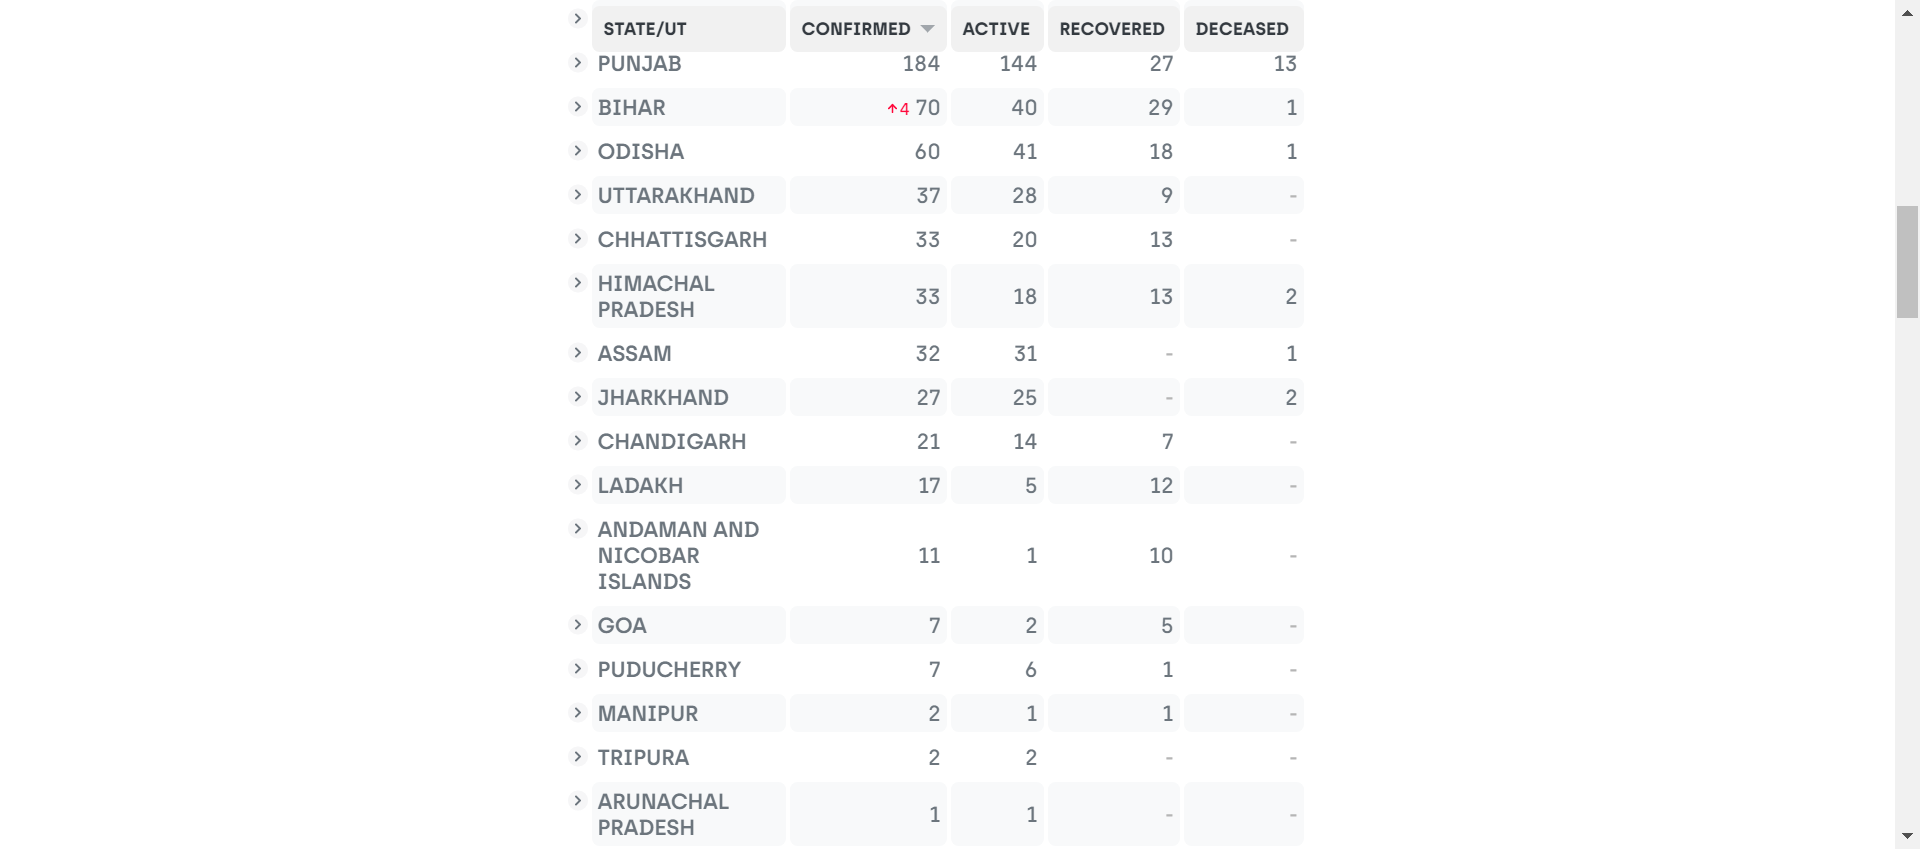 STATE/UT CONFIRMED ACTIVE RECOVERED DECEASED
PUNJAB 184 144 27 13
BIHAR ↑4 70 40 29 1
ODISHA 60 41 18 1
UTTARAKHAND 37 28 9 -
CHHATTISGARH 33 20 13 -
HIMACHAL
PRADESH 33 18 13 2
ASSAM 32 31 - 1
JHARKHAND 27 25 - 2
CHANDIGARH 21 14 7 -
LADAKH 17 5 12 -
ANDAMAN AND
NICOBAR 11 1 10 -
ISLANDS
GOA 7 2 5 -
PUDUCHERRY 7 6 1 -
MANIPUR 2 1 1 -
TRIPURA 2 2 - -
ARUNACHAL
PRADESH 1 1 - -